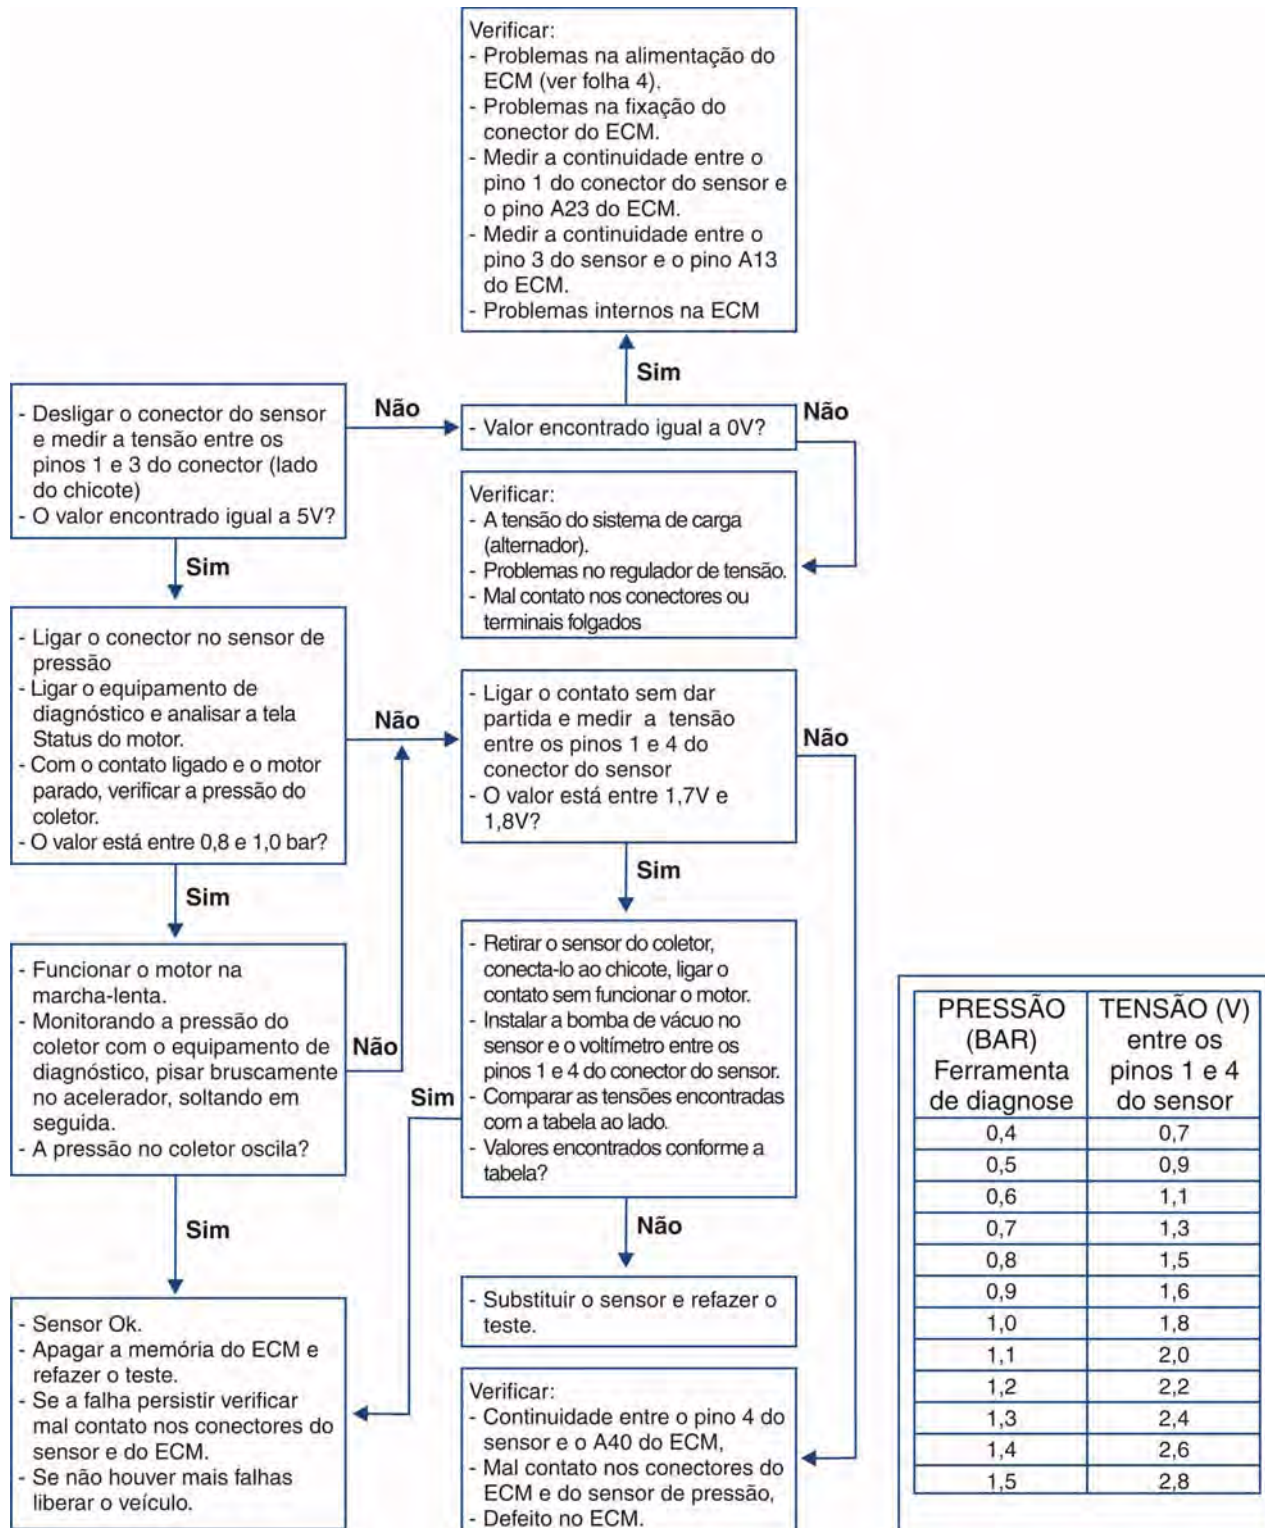 Verificar:
- Problemas na alimentação do
ECM (ver folha 4).
- Problemas na fixação do
conector do ECM.
- Medir a continuidade entre o
pino 1 do conector do sensor e
o pino A23 do ECM.
- Medir a continuidade entre o
pino 3 do sensor e o pino A13
do ECM.
- Problemas internos na ECM
Sim
- Desligar o conector do sensor
e medir a tensão entre os
pinos 1 e 3 do conector (lado
do chicote)
- O valor encontrado igual a 5V?
Não
- Valor encontrado igual a 0V?
Não
Verificar:
- A tensão do sistema de carga
(alternador).
- Problemas no regulador de tensão.
- Mal contato nos conectores ou
terminais folgados
Sim
- Ligar o conector no sensor de
pressão
- Ligar o equipamento de
diagnóstico e analisar a tela
Status do motor.
- Com o contato ligado e o motor
parado, verificar a pressão do
coletor.
- O valor está entre 0,8 e 1,0 bar?
Não
- Ligar o contato sem dar
partida e medir a tensão
entre os pinos 1 e 4 do
conector do sensor
- O valor está entre 1,7V e
1,8V?
Não
Sim
Sim
- Funcionar o motor na
marcha-lenta.
- Monitorando a pressão do
coletor com o equipamento de
diagnóstico, pisar bruscamente
no acelerador, soltando em
seguida.
- A pressão no coletor oscila?
Não
- Retirar o sensor do coletor,
conecta-lo ao chicote, ligar o
contato sem funcionar o motor.
- Instalar a bomba de vácuo no
sensor e o voltímetro entre os
pinos 1 e 4 do conector do sensor.
- Comparar as tensões encontradas
com a tabela ao lado.
- Valores encontrados conforme a
tabela?
Sim
Sim
Não
- Substituir o sensor e refazer o
teste.
- Sensor Ok.
- Apagar a memória do ECM e
refazer o teste.
- Se a falha persistir verificar
mal contato nos conectores do
sensor e do ECM.
- Se não houver mais falhas
liberar o veículo.
Verificar:
- Continuidade entre o pino 4 do
sensor e o A40 do ECM,
- Mal contato nos conectores do
ECM e do sensor de pressão,
- Defeito no ECM.
PRESSÃO
(BAR)
Ferramenta
de diagnose
TENSÃO (V)
entre os
pinos 1 e 4
do sensor
0,4 0,7
0,5 0,9
0,6 1,1
0,7 1,3
0,8 1,5
0,9 1,6
1,0 1,8
1,1 2,0
1,2 2,2
1,3 2,4
1,4 2,6
1,5 2,8